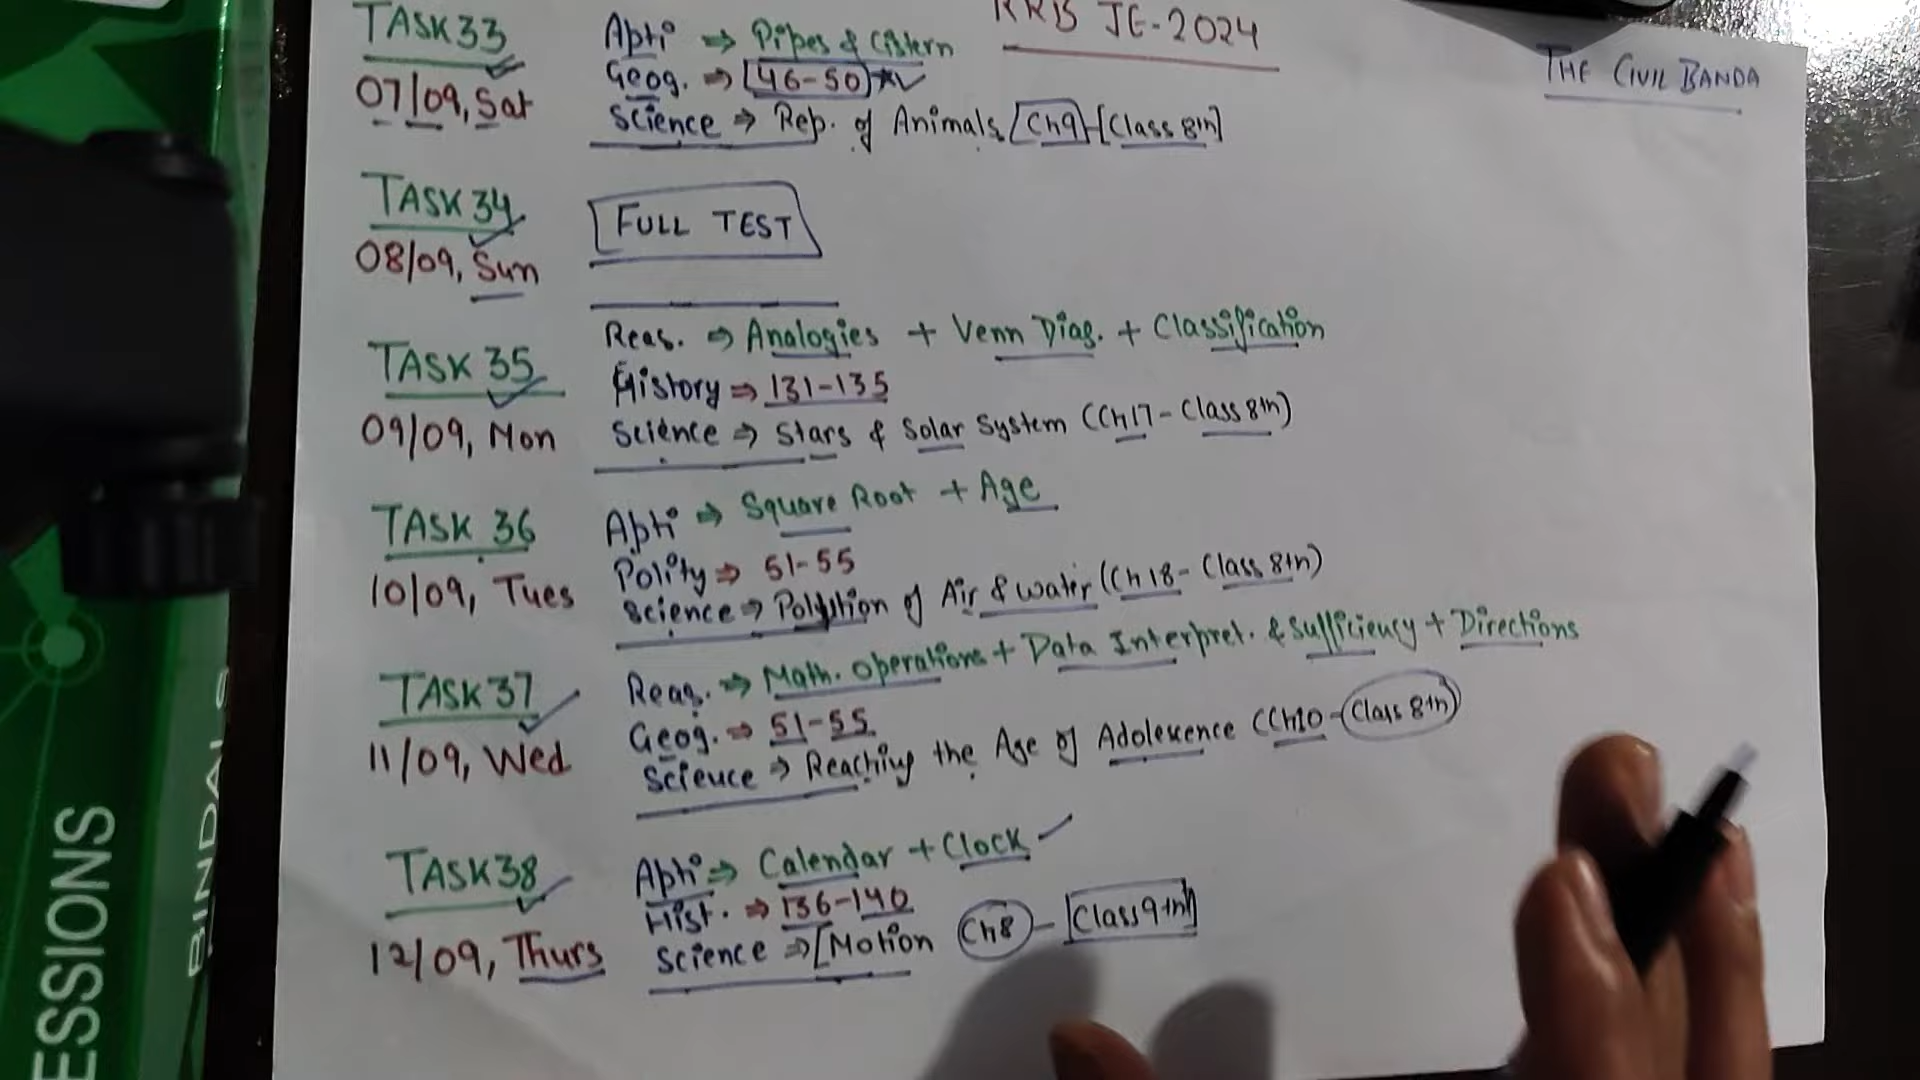 RRB JE-2024
THE CIVIL BANDA
TASK 33
07/09, Sat
Apti ⇒ Pipes & Cistern
Geog. ⇒ [46-50]
Science ⇒ Rep. of Animals [Ch9]-[Class 8th]
TASK 34
08/09, Sun
FULL TEST
TASK 35
09/09, Mon
Reas. ⇒ Analogies + Venn Diag. + Classification
History ⇒ 131-135
Science ⇒ Stars & Solar System (Ch17- Class 8th)
TASK 36
10/09, Tues
Apti ⇒ Square Root + Age
Polity ⇒ 51-55
Science ⇒ Pollution of Air & water (Ch18- Class 8th)
TASK 37
11/09, Wed
Reas. ⇒ Math. operations + Data Interpret. & Sufficiency + Directions
Geog. ⇒ 51-55
Science ⇒ Reaching the Age of Adolesence (Ch10-Class 8th)
TASK 38
12/09, Thurs
Apti ⇒ Calendar + Clock
Hist. ⇒ 136-140
Science ⇒ [Motion Ch8 - [Class 9th]
ESSIONS
BINDALS